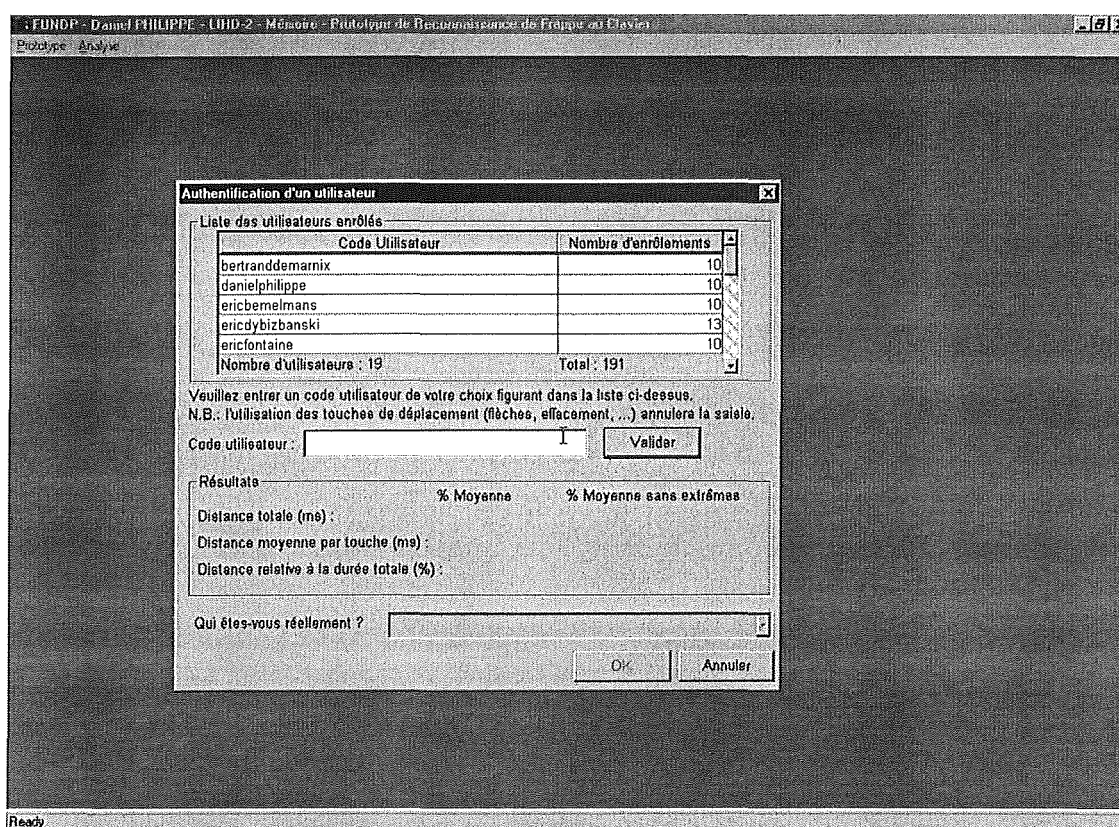 FUNDP - Daniel PHILIPPE - LIHD-2 - Mémoire - Prototype de Reconnaissance de Frappe au Clavier
Prototype Analyse
Authentification d'un utilisateur
Liste des utilisateurs enrôlés
Code Utilisateur Nombre d'enrôlements
bertranddemarnix 10
danielphilippe 10
ericbemelmans 10
ericdybizbanski 13
ericfontaine 10
Nombre d'utilisateurs : 19 Total : 191
Veuillez entrer un code utilisateur de votre choix figurant dans la liste ci-dessus.
N.B.: l'utilisation des touches de déplacement (flèches, effacement, ...) annulera la saisie.
Code utilisateur : Valider
Résultats
% Moyenne % Moyenne sans extrêmes
Distance totale (ms) :
Distance moyenne par touche (ms) :
Distance relative à la durée totale (%) :
Qui êtes-vous réellement ?
OK Annuler
Ready